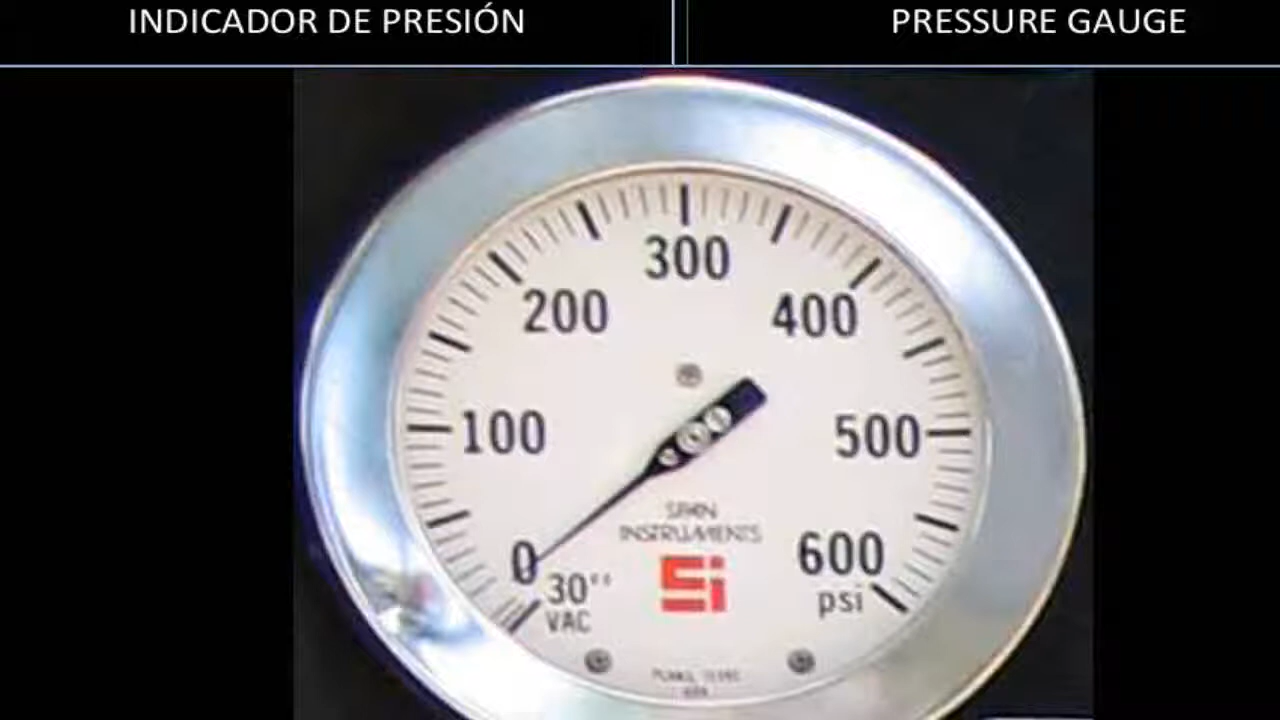 INDICADOR DE PRESIÓN
PRESSURE GAUGE
300
200
400
100
500
0
600
30""
psi
VAC
SPAN
INSTRUMENTS
Si